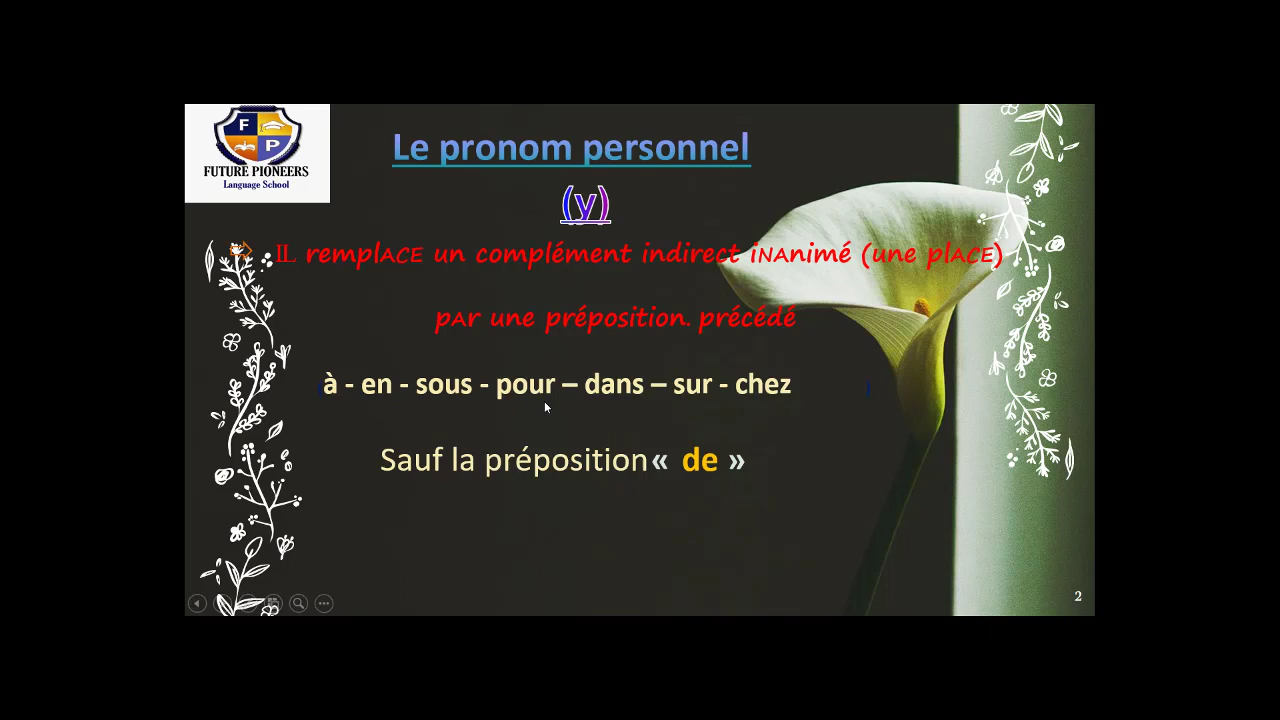 F
P
FUTURE PIONEERS
Language School
Le pronom personnel
(y)
IL remplACE un complément indirect iNAnimé (une plACE)
pAr une préposition. précédé
à - en - sous - pour – dans – sur - chez
Sauf la préposition« de »
2